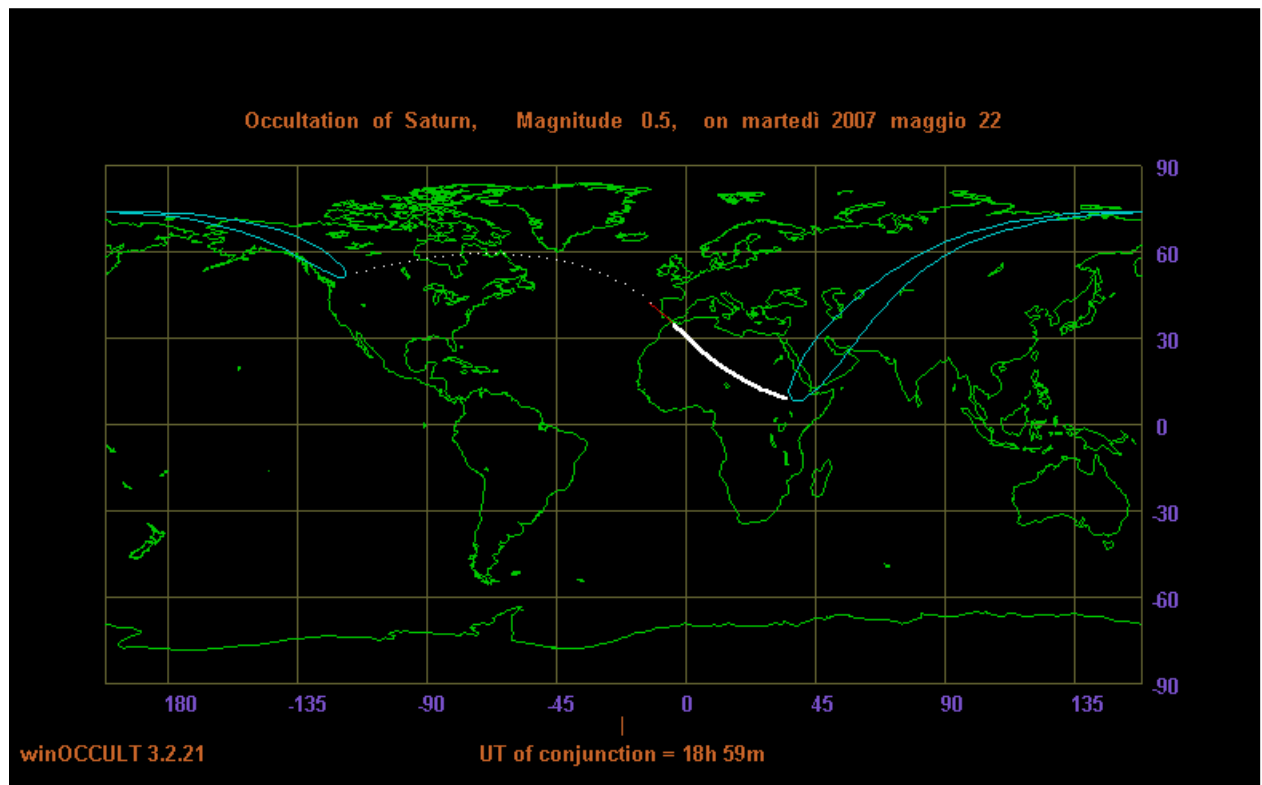 Occultation of Saturn, Magnitude 0.5, on martedì 2007 maggio 22
90
60
30
0
-30
-60
-90
180 -135 -90 -45 0 45 90 135
winOCCULT 3.2.21 UT of conjunction = 18h 59m